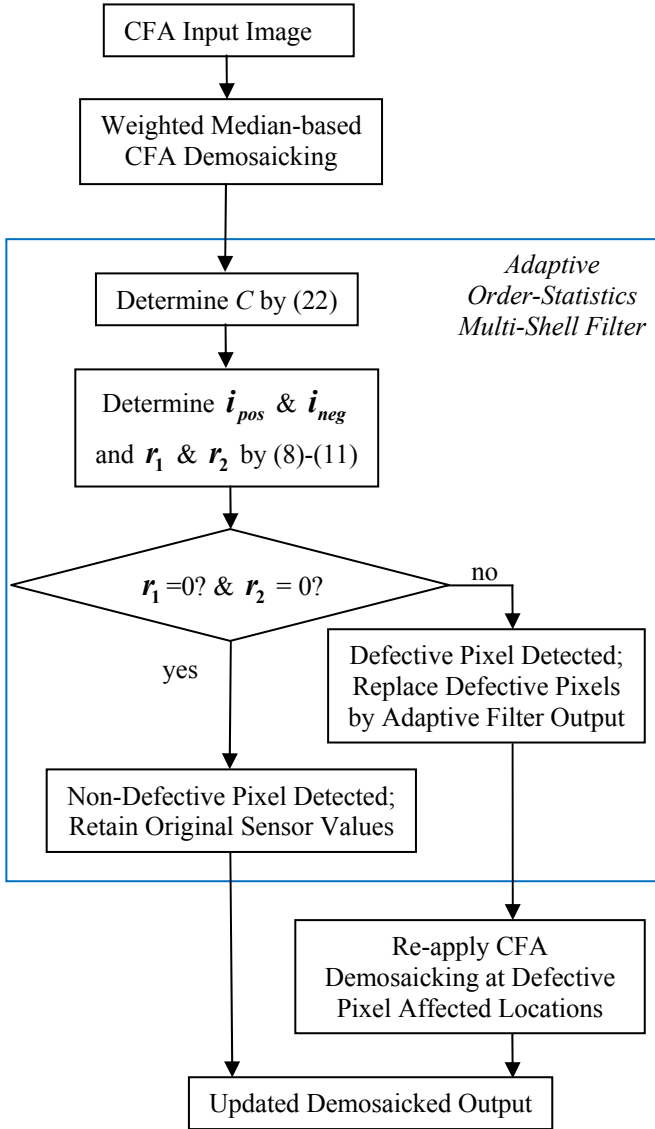 CFA Input Image
Weighted Median-based
CFA Demosaicking
Adaptive
Order-Statistics
Multi-Shell Filter
Determine C by (22)
Determine i_pos & i_neg
and r_1 & r_2 by (8)-(11)
r_1 =0? & r_2 = 0?
no
yes
Defective Pixel Detected;
Replace Defective Pixels
by Adaptive Filter Output
Non-Defective Pixel Detected;
Retain Original Sensor Values
Re-apply CFA
Demosaicking at Defective
Pixel Affected Locations
Updated Demosaicked Output